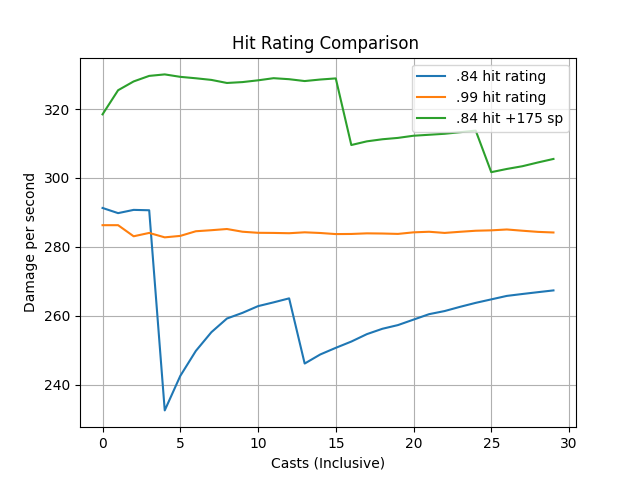 Hit Rating Comparison
.84 hit rating
.99 hit rating
.84 hit +175 sp
Damage per second
320
300
280
260
240
0 5 10 15 20 25 30
Casts (Inclusive)